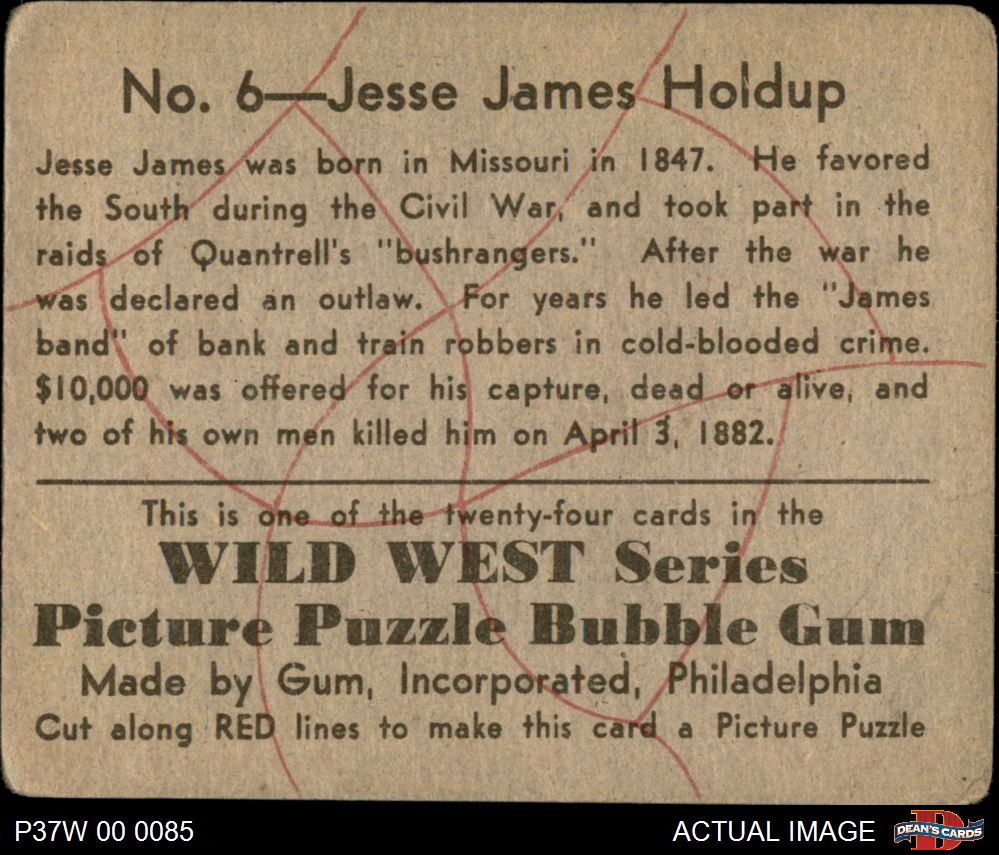 No. 6—Jesse James Holdup
Jesse James was born in Missouri in 1847. He favored
the South during the Civil War, and took part in the
raids of Quantrell's "bushrangers." After the war he
was declared an outlaw. For years he led the "James
band" of bank and train robbers in cold-blooded crime.
$10,000 was offered for his capture, dead or alive, and
two of his own men killed him on April 3, 1882.
This is one of the twenty-four cards in the
WILD WEST Series
Picture Puzzle Bubble Gum
Made by Gum, Incorporated, Philadelphia
Cut along RED lines to make this card a Picture Puzzle
P37W 00 0085
ACTUAL IMAGE
DEAN'S CARDS